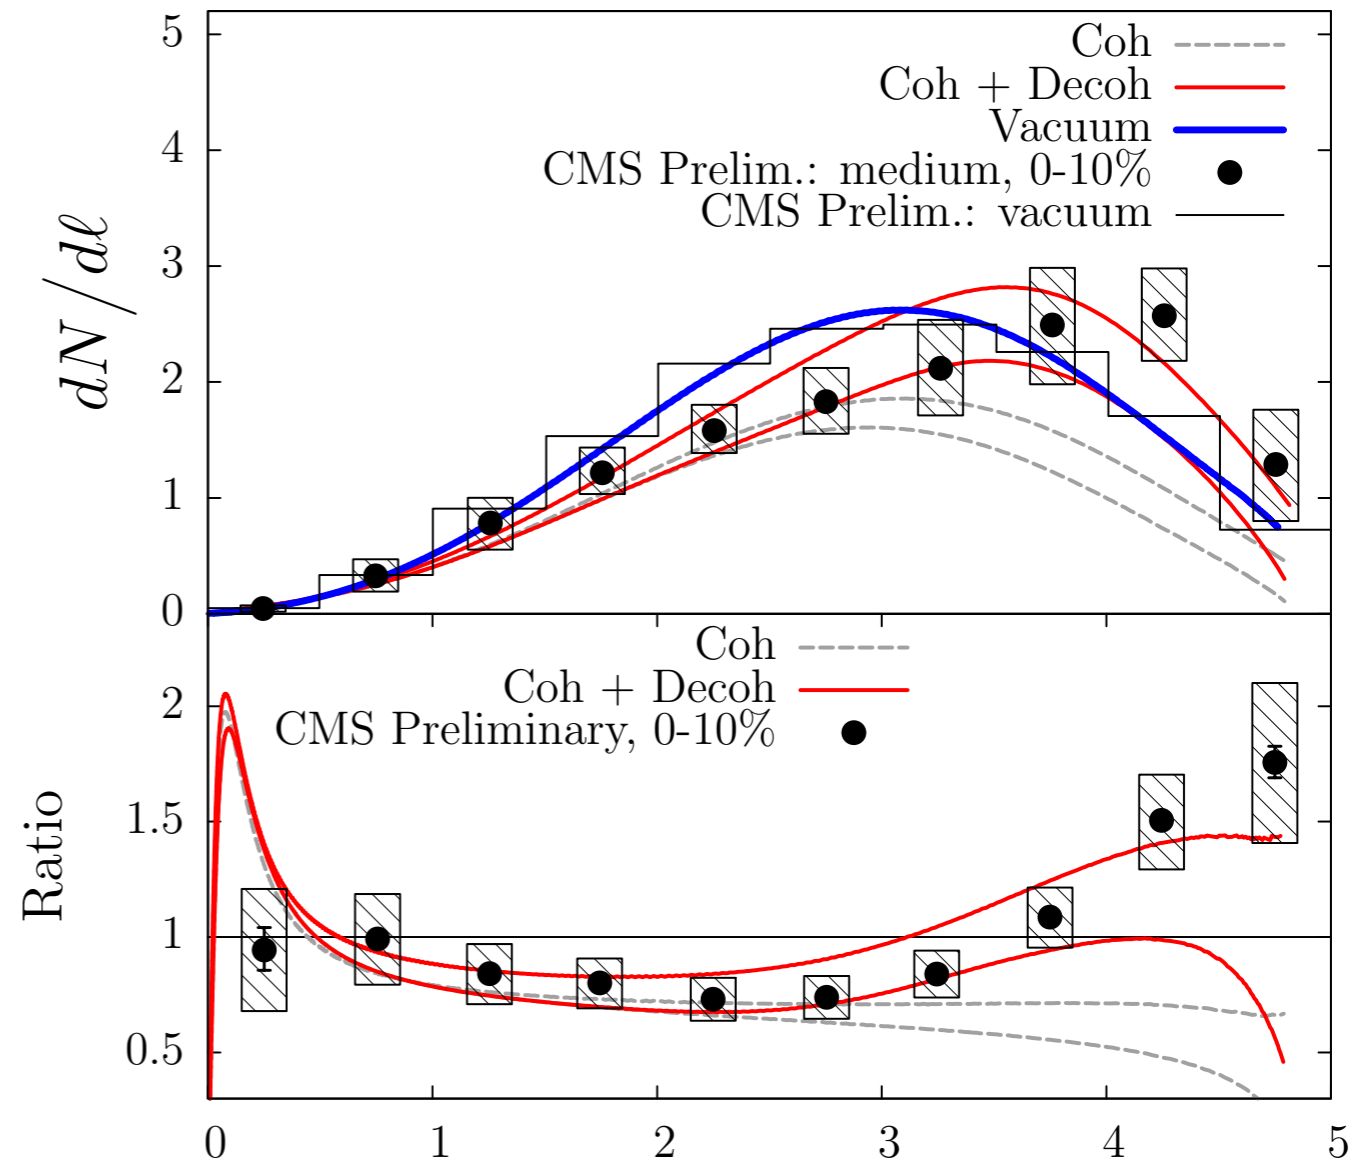 5
4
3
2
1
0
dN/dℓ
Coh
Coh + Decoh
Vacuum
CMS Prelim.: medium, 0-10%
CMS Prelim.: vacuum
2
1.5
1
0.5
Ratio
Coh
Coh + Decoh
CMS Preliminary, 0-10%
0 1 2 3 4 5